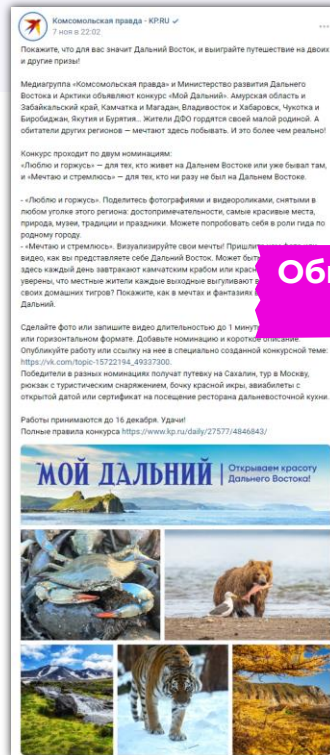 Комсомольская правда - KP.RU
7 ноя в 22:02
Покажите, что для вас значит Дальний Восток, и выиграйте путешествие на двоих
и другие призы!
Медиагруппа «Комсомольская правда» и Министерство развития Дальнего
Востока и Арктики объявляют конкурс «Мой Дальний». Амурская область и
Забайкальский край, Камчатка и Магадан, Владивосток и Хабаровск, Чукотка и
Биробиджан, Якутия и Бурятия... Жители ДФО гордятся своей малой родиной. А
обитатели других регионов — мечтают здесь побывать. И это более чем реально!
Конкурс проходит по двум номинациям:
«Люблю и горжусь» — для тех, кто живет на Дальнем Востоке или уже бывал там,
и «Мечтаю и стремлюсь» — для тех, кто ни разу не был на Дальнем Востоке.
- «Люблю и горжусь». Поделитесь фотографиями и видеороликами, снятыми в
любом уголке этого региона: достопримечательности, самые красивые места,
природа, музеи, традиции и праздники. Можете попробовать себя в роли гида по
родному городу.
- «Мечтаю и стремлюсь». Визуализируйте свои мечты! Пришлите
видео, как вы представляете себе Дальний Восток. Может быть
здесь каждый день завтракают камчатским крабом или
уверены, что местные жители каждые выходные выгуливают
своих домашних тигров? Покажите, как в мечтах и фантазиях
Дальний.
Сделайте фото или запишите видео длительностью до 1
или горизонтальном формате. Добавьте номинацию и короткое описание.
Опубликуйте работу или ссылку на нее в специально созданной конкурсной теме:
https://vk.com/topic-15722194_49337300.
Победители в разных номинациях получат путевку на Сахалин, тур в Москву,
рюкзак с туристическим снаряжением, бочку красной икры, авиабилеты с
открытой датой или сертификат на посещение ресторана дальневосточной кухни.
Работы принимаются до 16 декабря. Удачи!
Полные правила конкурса https://www.kp.ru/daily/27577/4846843/
МОЙ ДАЛЬНИЙ
Открываем красоту
Дальнего Востока!